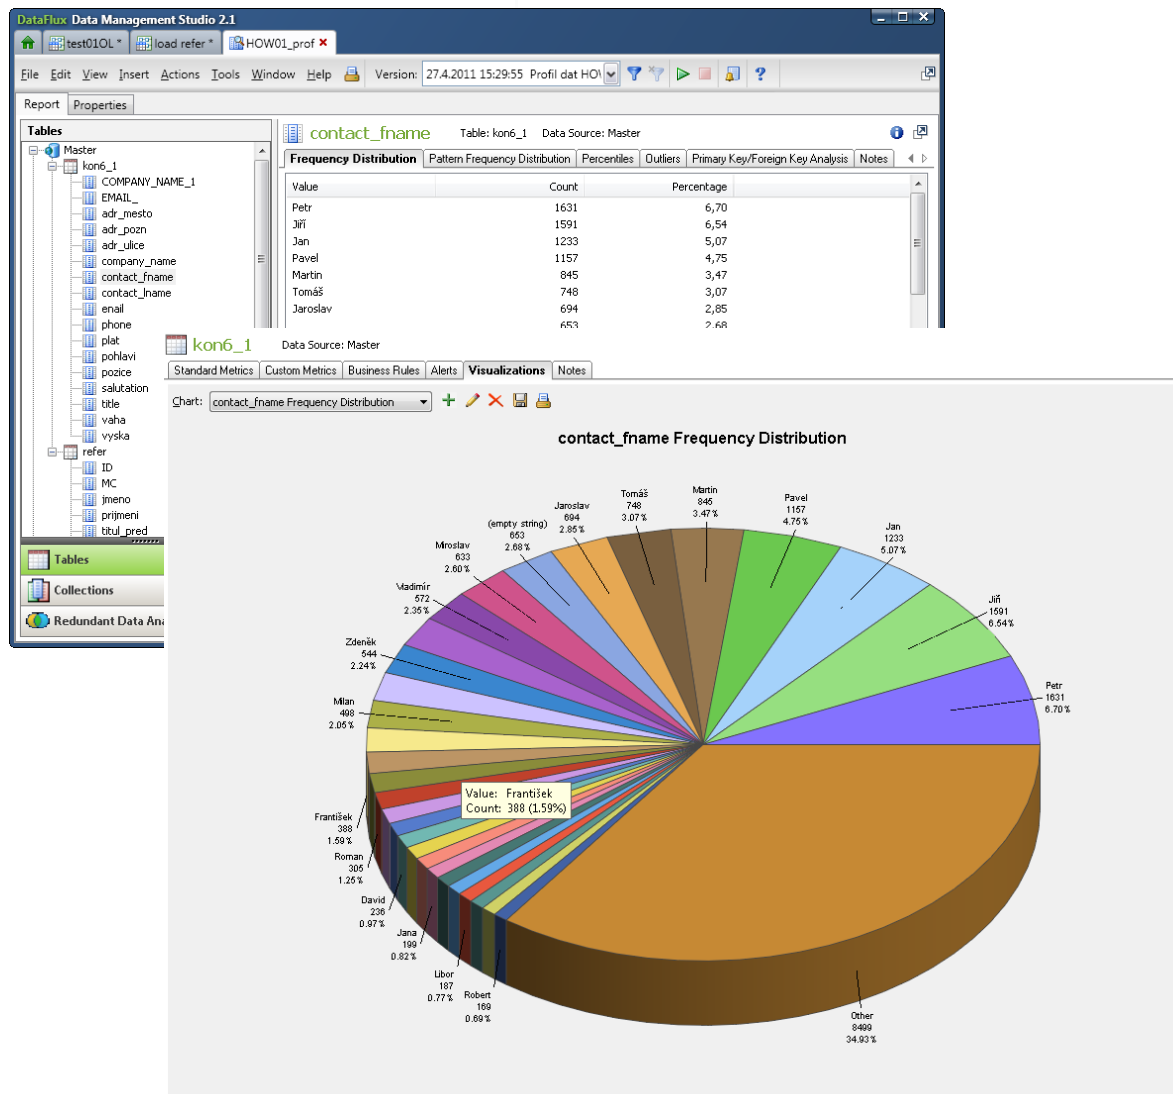 DataFlux Data Management Studio 2.1
test01OL *
load refer *
HOW01_prof
File Edit View Insert Actions Tools Window Help
Version: 27.4.2011 15:29:55 Profil dat HO
Report
Properties
Tables
Master
kon6_1
COMPANY_NAME_1
EMAIL_
adr_mesto
adr_pozn
adr_ulice
company_name
contact_fname
contact_lname
enail
phone
plat
pohlavi
pozice
salutation
title
vaha
vyska
refer
ID
MC
jmeno
prijmeni
titul_pred
Tables
Collections
Redundant Data Ana
contact_fname Table: kon6_1 Data Source: Master
Frequency Distribution Pattern Frequency Distribution Percentiles Outliers Primary Key/Foreign Key Analysis Notes
Value Count Percentage
Petr 1631 6,70
Jiří 1591 6,54
Jan 1233 5,07
Pavel 1157 4,75
Martin 845 3,47
Tomáš 748 3,07
Jaroslav 694 2,85
653 2,68
kon6_1 Data Source: Master
Standard Metrics Custom Metrics Business Rules Alerts Visualizations Notes
Chart: contact_fname Frequency Distribution
contact_fname Frequency Distribution
Martin
845
3.47%
Tomáš
748
3.07%
Pavel
1157
4.75%
Jaroslav
694
2.85%
(empty string)
653
2.68%
Jan
1233
5.07%
Miroslav
633
2.60%
Vladimír
572
2.35%
Jiří
1591
6.54%
Zdeněk
544
2.24%
Petr
1631
6.70%
Milan
498
2.05%
Value: František
Count: 388 (1.59%)
František
388
1.59%
Roman
305
1.25%
David
236
0.97%
Jana
199
0.82%
Libor
187
0.77%
Robert
169
0.69%
Other
8499
34.93%